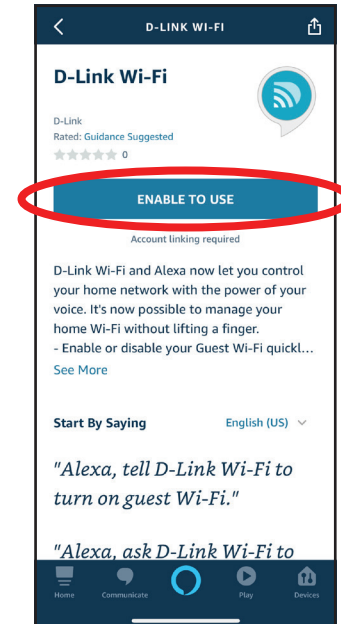 D-LINK WI-FI
D-Link Wi-Fi
D-Link
Rated: Guidance Suggested
0
ENABLE TO USE
Account linking required
D-Link Wi-Fi and Alexa now let you control
your home network with the power of your
voice. It's now possible to manage your
home Wi-Fi without lifting a finger.
- Enable or disable your Guest Wi-Fi quickl...
See More
Start By Saying English (US)
"Alexa, tell D-Link Wi-Fi to
turn on guest Wi-Fi."
"Alexa, ask D-Link Wi-Fi to
Home Communicate Play Devices